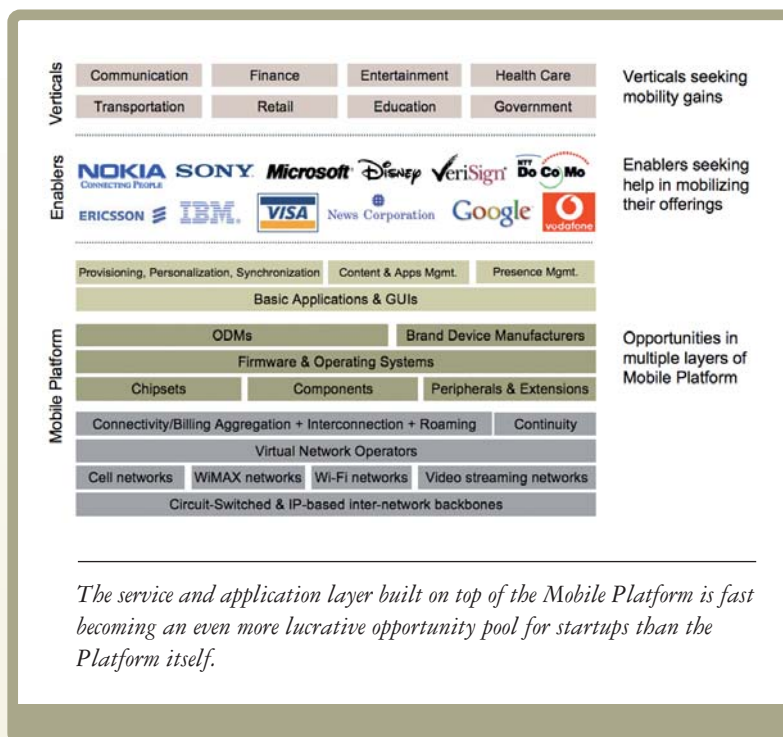 Verticals
Communication Finance Entertainment Health Care
Transportation Retail Education Government
Verticals seeking
mobility gains
Enablers
NOKIA SONY Microsoft Disney VeriSign NTT DoCoMo
CONNECTING PEOPLE
ERICSSON IBM VISA News Corporation Google vodafone
Enablers seeking
help in mobilizing
their offerings
Mobile Platform
Provisioning, Personalization, Synchronization Content & Apps Mgmt. Presence Mgmt.
Basic Applications & GUIs
ODMs Brand Device Manufacturers
Firmware & Operating Systems
Chipsets Components Peripherals & Extensions
Connectivity/Billing Aggregation + Interconnection + Roaming Continuity
Virtual Network Operators
Cell networks WiMAX networks Wi-Fi networks Video streaming networks
Circuit-Switched & IP-based inter-network backbones
Opportunities in
multiple layers of
Mobile Platform
The service and application layer built on top of the Mobile Platform is fast
becoming an even more lucrative opportunity pool for startups than the
Platform itself.